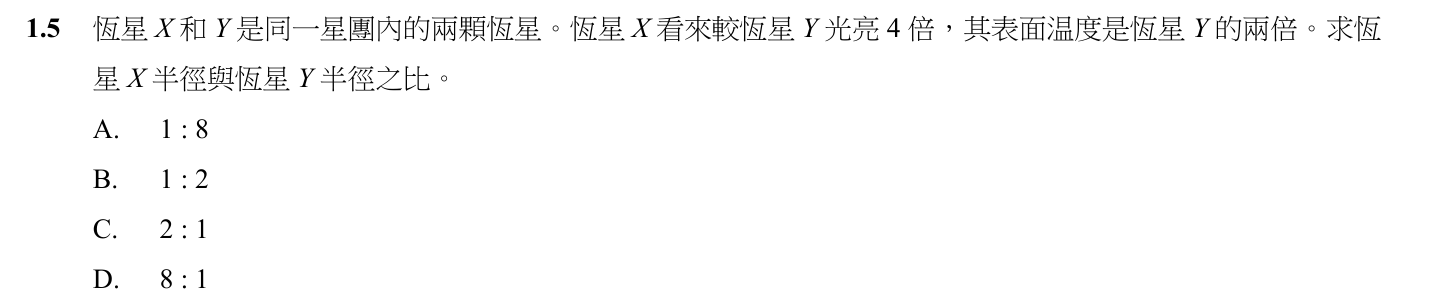 1.5 恆星 X 和 Y 是同一星團內的兩顆恆星。恆星 X 看來較恆星 Y 光亮 4 倍，其表面温度是恆星 Y 的兩倍。求恆
星 X 半徑與恆星 Y 半徑之比。
A. 1 : 8
B. 1 : 2
C. 2 : 1
D. 8 : 1